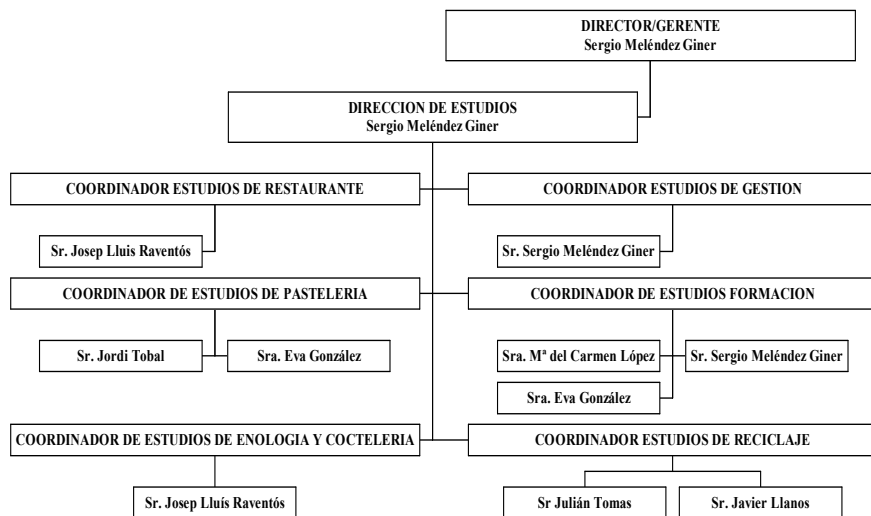 DIRECTOR/GERENTE
Sergio Meléndez Giner
DIRECCION DE ESTUDIOS
Sergio Meléndez Giner
COORDINADOR ESTUDIOS DE RESTAURANTE
COORDINADOR ESTUDIOS DE GESTION
Sr. Josep Lluis Raventós
Sr. Sergio Meléndez Giner
COORDINADOR DE ESTUDIOS DE PASTELERIA
COORDINADOR DE ESTUDIOS FORMACION
Sr. Jordi Tobal
Sra. Eva González
Sra. Mª del Carmen López
Sr. Sergio Meléndez Giner
Sra. Eva González
COORDINADOR DE ESTUDIOS DE ENOLOGIA Y COCTELERIA
COORDINADOR ESTUDIOS DE RECICLAJE
Sr. Josep Lluís Raventós
Sr Julián Tomas
Sr. Javier Llanos